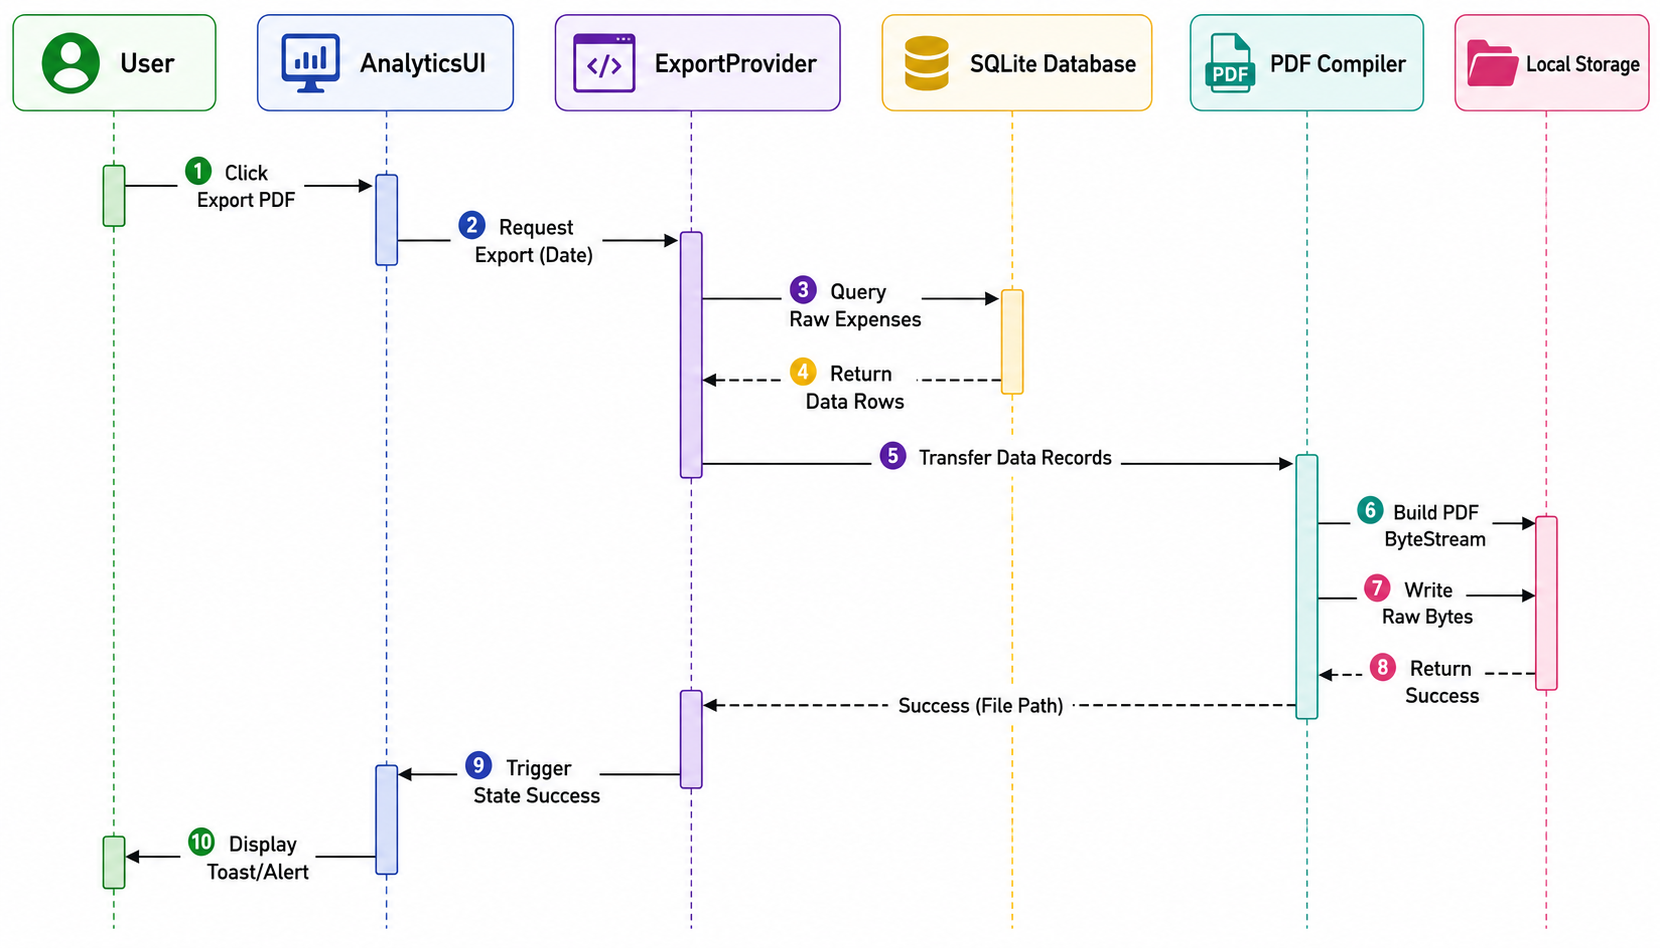 User
AnalyticsUI
</>
ExportProvider
SQLite Database
PDF
PDF Compiler
Local Storage
1 Click
Export PDF
2 Request
Export (Date)
3 Query
Raw Expenses
4 Return
Data Rows
5 Transfer Data Records
6 Build PDF
ByteStream
7 Write
Raw Bytes
8 Return
Success
Success (File Path)
9 Trigger
State Success
10 Display
Toast/Alert